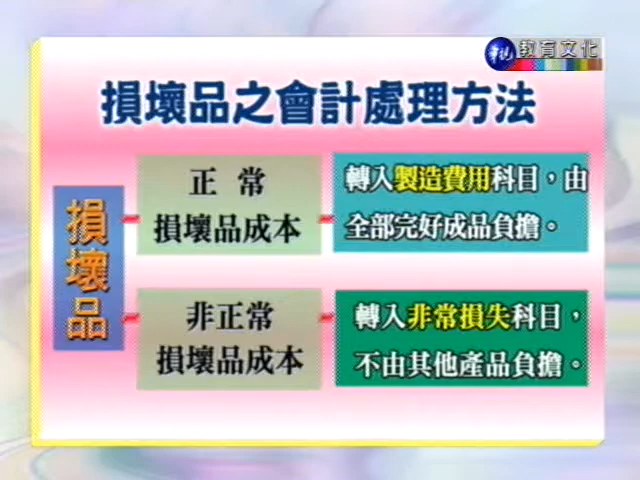 華視 教育文化
損壞品之會計處理方法
損壞品
正 常
損壞品成本
轉入製造費用科目，由
全部完好成品負擔。
非正常
損壞品成本
轉入非常損失科目，
不由其他產品負擔。